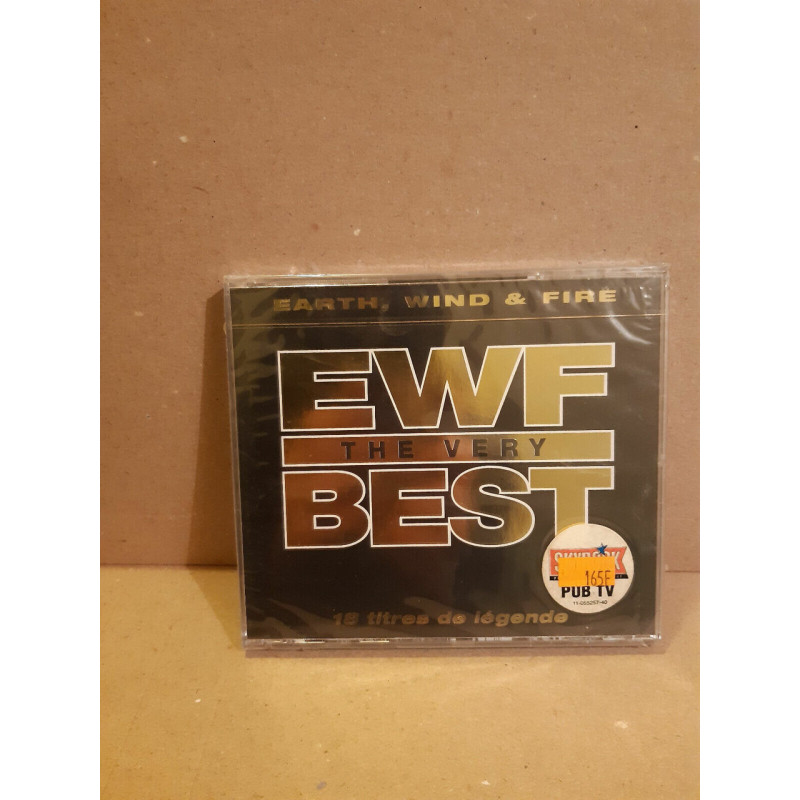 EARTH, WIND & FIRE
EWF
THE VERY
BEST
SKYROCK
165F
PUB TV
18 titres de légende